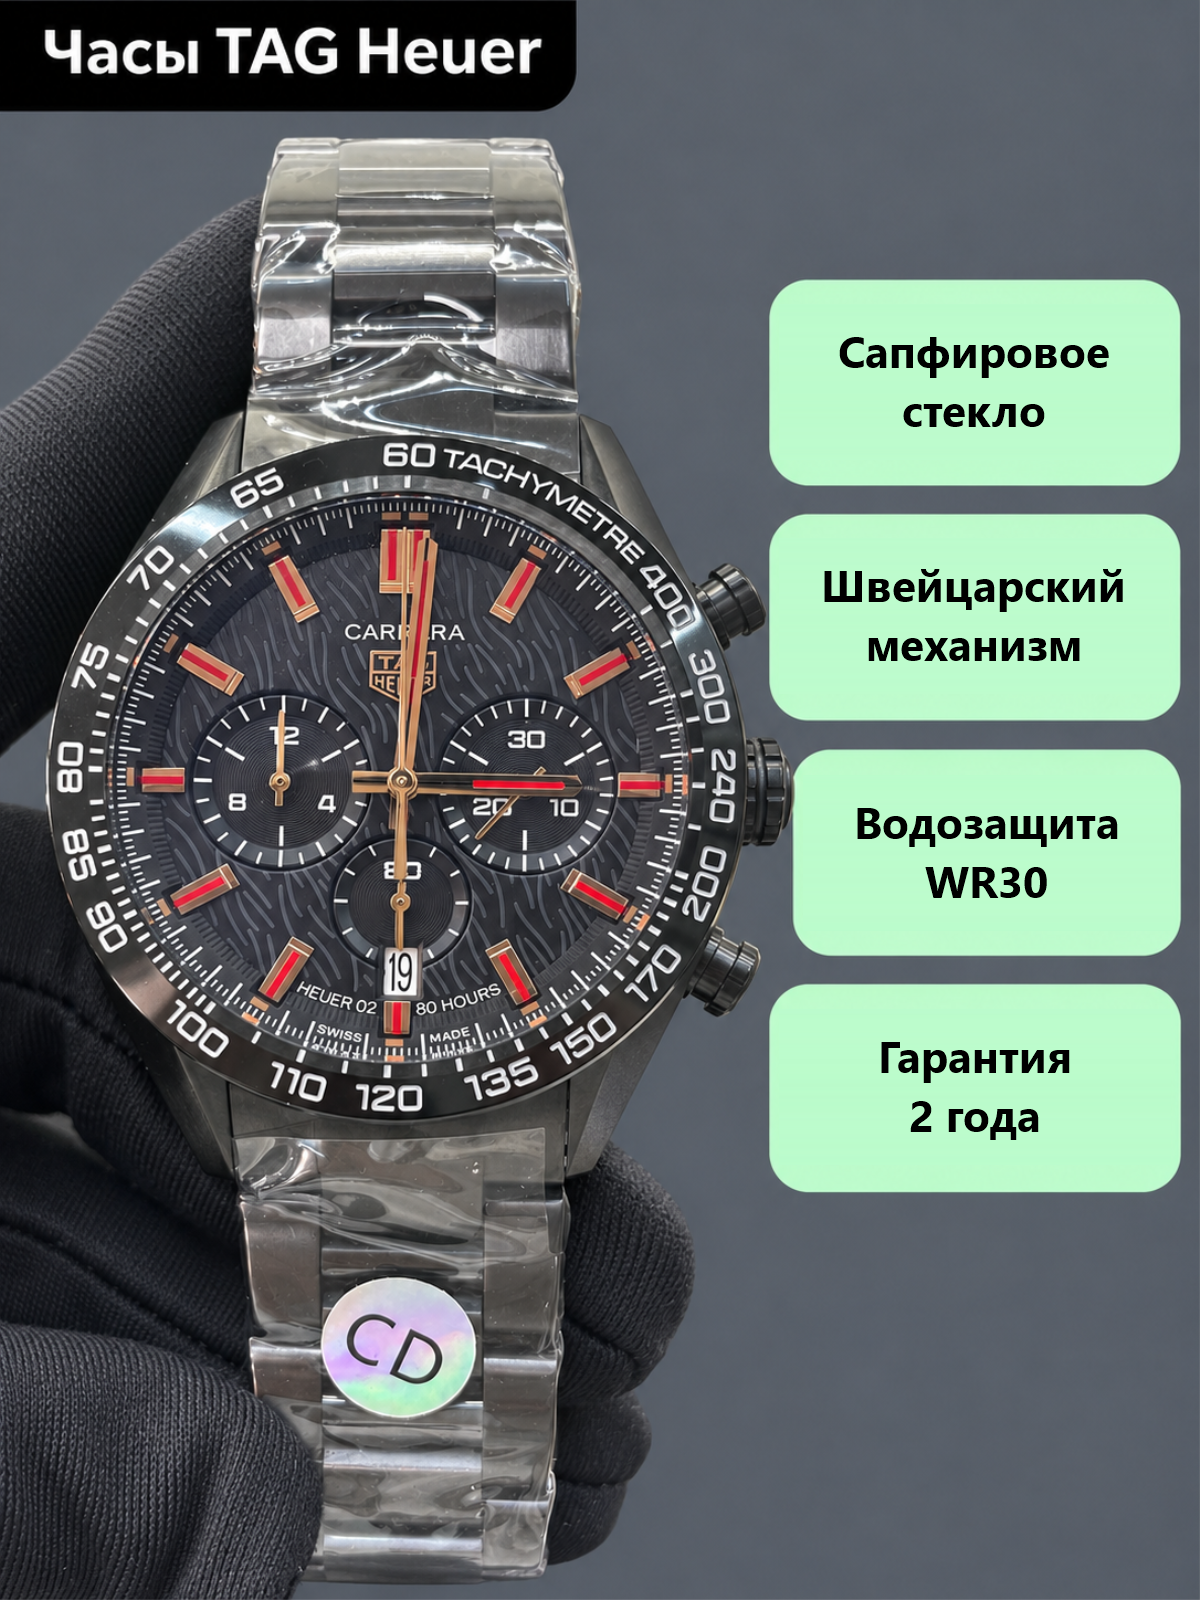 Часы TAG Heuer
Сапфировое
стекло
Швейцарский
механизм
Водозащита
WR30
Гарантия
2 года
60 TACHYMETRE 400
300
240
200
170
150
135
120
110
100
90
85
80
75
70
65
CARRERA
TAG
HEUER
12
8 4
30
20 10
19
HEUER 02 80 HOURS
SWISS MADE
CD